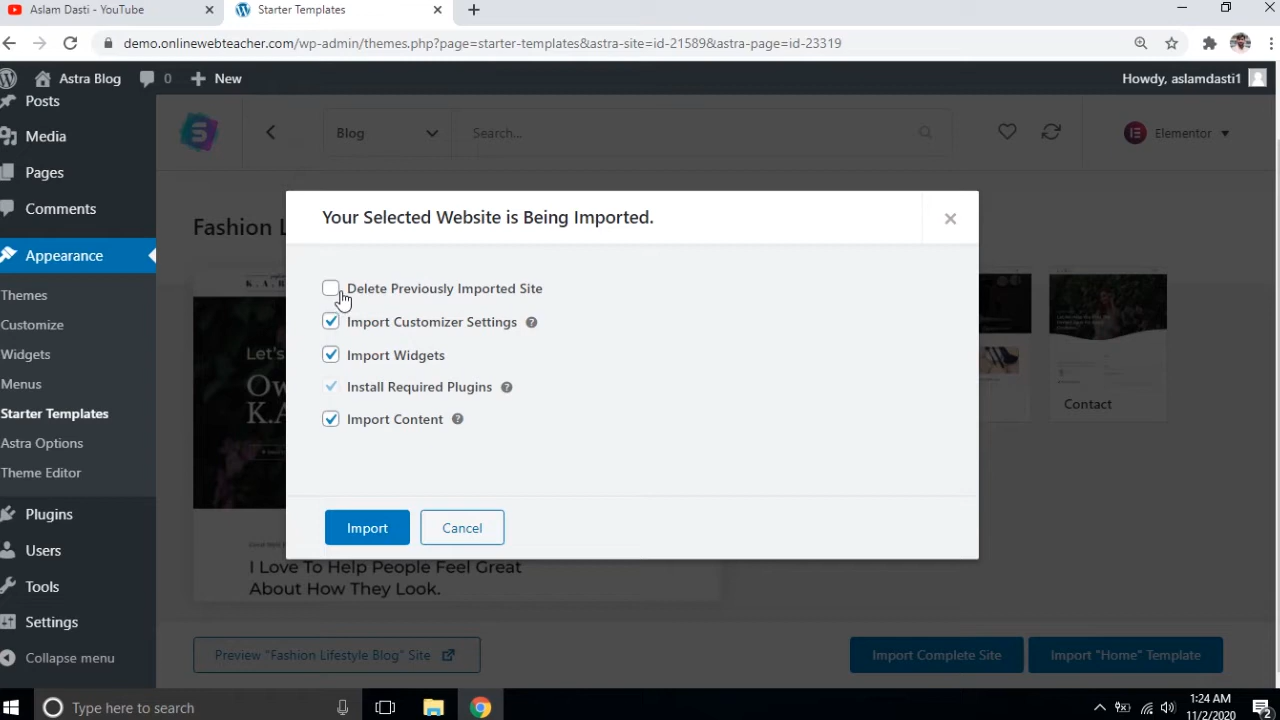 Aslam Dasti - YouTube
Starter Templates
demo.onlinewebteacher.com/wp-admin/themes.php?page=starter-templates&astra-site=id-21589&astra-page=id-23319
Astra Blog
0
New
Howdy, aslamdasti1
Posts
Media
Pages
Comments
Appearance
Themes
Customize
Widgets
Menus
Starter Templates
Astra Options
Theme Editor
Plugins
Users
Tools
Settings
Collapse menu
Blog
Search...
Elementor
Fashion L
Your Selected Website is Being Imported.
Delete Previously Imported Site
Import Customizer Settings
Import Widgets
Install Required Plugins
Import Content
Import
Cancel
Let's
Ow
K.A
Contact
I Love To Help People Feel Great
About How They Look.
Preview "Fashion Lifestyle Blog" Site
Import Complete Site
Import "Home" Template
Type here to search
1:24 AM
11/2/2020
2